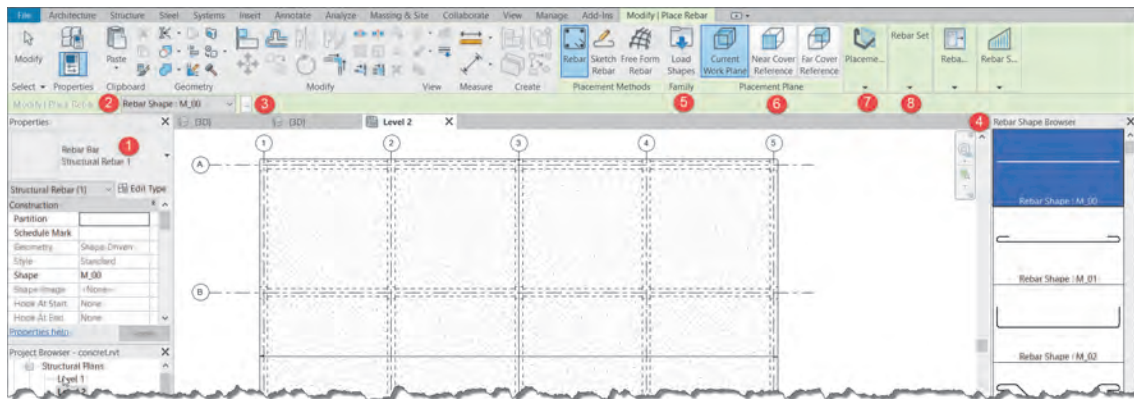 File Architecture Structure Steel Systems Insert Annotate Analyze Massing & Site Collaborate View Manage Add-Ins Modify | Place Rebar
Modify
Paste
Rebar
Sketch Rebar
Free Form Rebar
Load Shapes
Current Work Plane
Near Cover Reference
Far Cover Reference
Placeme...
Rebar Set
Reba...
Rebar S...
Select Properties Clipboard Geometry Modify View Measure Create Placement Methods Family Placement Plane
5 6 7 8
Modify | Place Rebar 2 Rebar Shape : M_00 ... 3
Properties X
{3D} {3D} Level 2 X
4 Rebar Shape Browser X
Rebar Bar
Structural Rebar 1
1
Structural Rebar (1) Edit Type
Construction
Partition
Schedule Mark
Geometry Shape Driven
Style Standard
Shape M_00
Shape Image <None>
Hook At Start None
Hook At End None
Properties help
Apply
Project Browser - concret.rvt X
Structural Plans
Level 1
Level 2
1 2 3 4 5
A
B
Rebar Shape : M_00
Rebar Shape : M_01
Rebar Shape : M_02